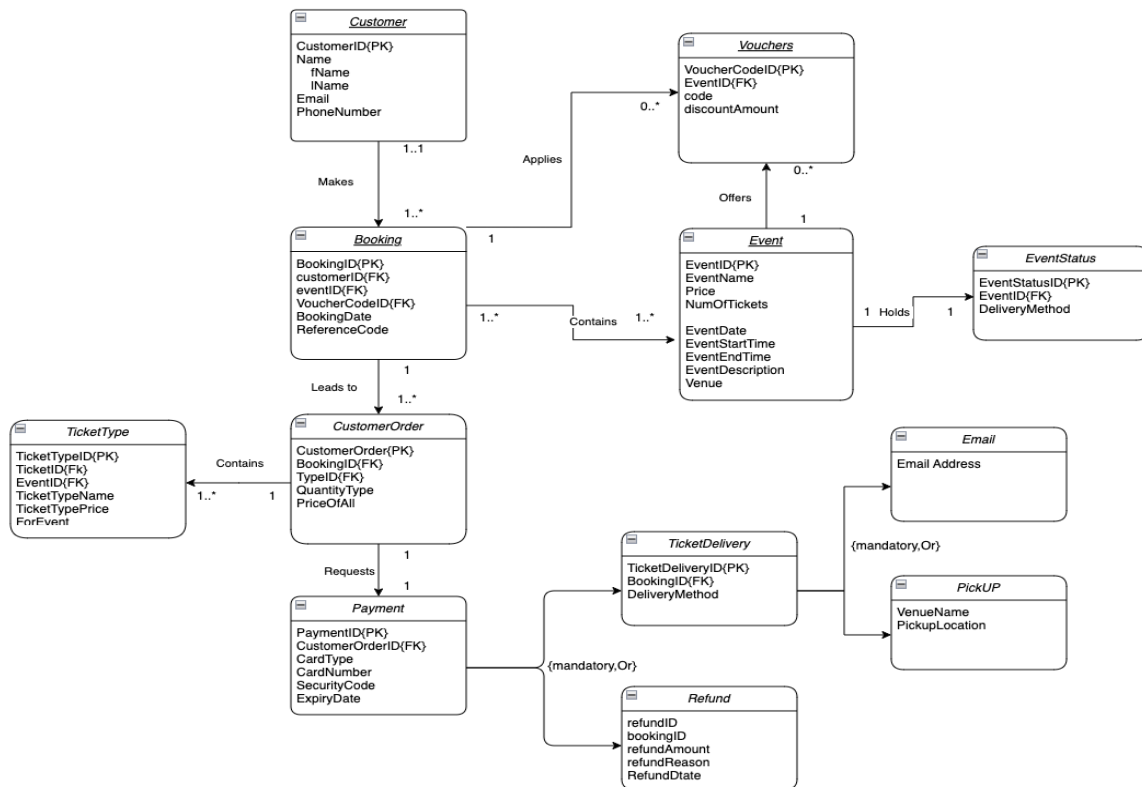 Customer
CustomerID{PK}
Name
fName
lName
Email
PhoneNumber
1..1
Makes
1..*
Vouchers
VoucherCodeID{PK}
EventID{FK}
code
discountAmount
0..*
Applies
1
0..*
Offers
1
Booking
BookingID{PK}
customerID{FK}
eventID{FK}
VoucherCodeID{FK}
BookingDate
ReferenceCode
1..*
Contains
1..*
Event
EventID{PK}
EventName
Price
NumOfTickets
EventDate
EventStartTime
EventEndTime
EventDescription
Venue
1
Holds
1
EventStatus
EventStatusID{PK}
EventID{FK}
DeliveryMethod
1
Leads to
1..*
TicketType
TicketTypeID{PK}
TicketID{Fk}
EventID{FK}
TicketTypeName
TicketTypePrice
ForEvent
Contains
1..*
1
CustomerOrder
CustomerOrder{PK}
BookingID{FK}
TypeID{FK}
QuantityType
PriceOfAll
1
Requests
1
Payment
PaymentID{PK}
CustomerOrderID{FK}
CardType
CardNumber
SecurityCode
ExpiryDate
{mandatory,Or}
TicketDelivery
TicketDeliveryID{PK}
BookingID{FK}
DeliveryMethod
{mandatory,Or}
Email
Email Address
PickUP
VenueName
PickupLocation
Refund
refundID
bookingID
refundAmount
refundReason
RefundDtate